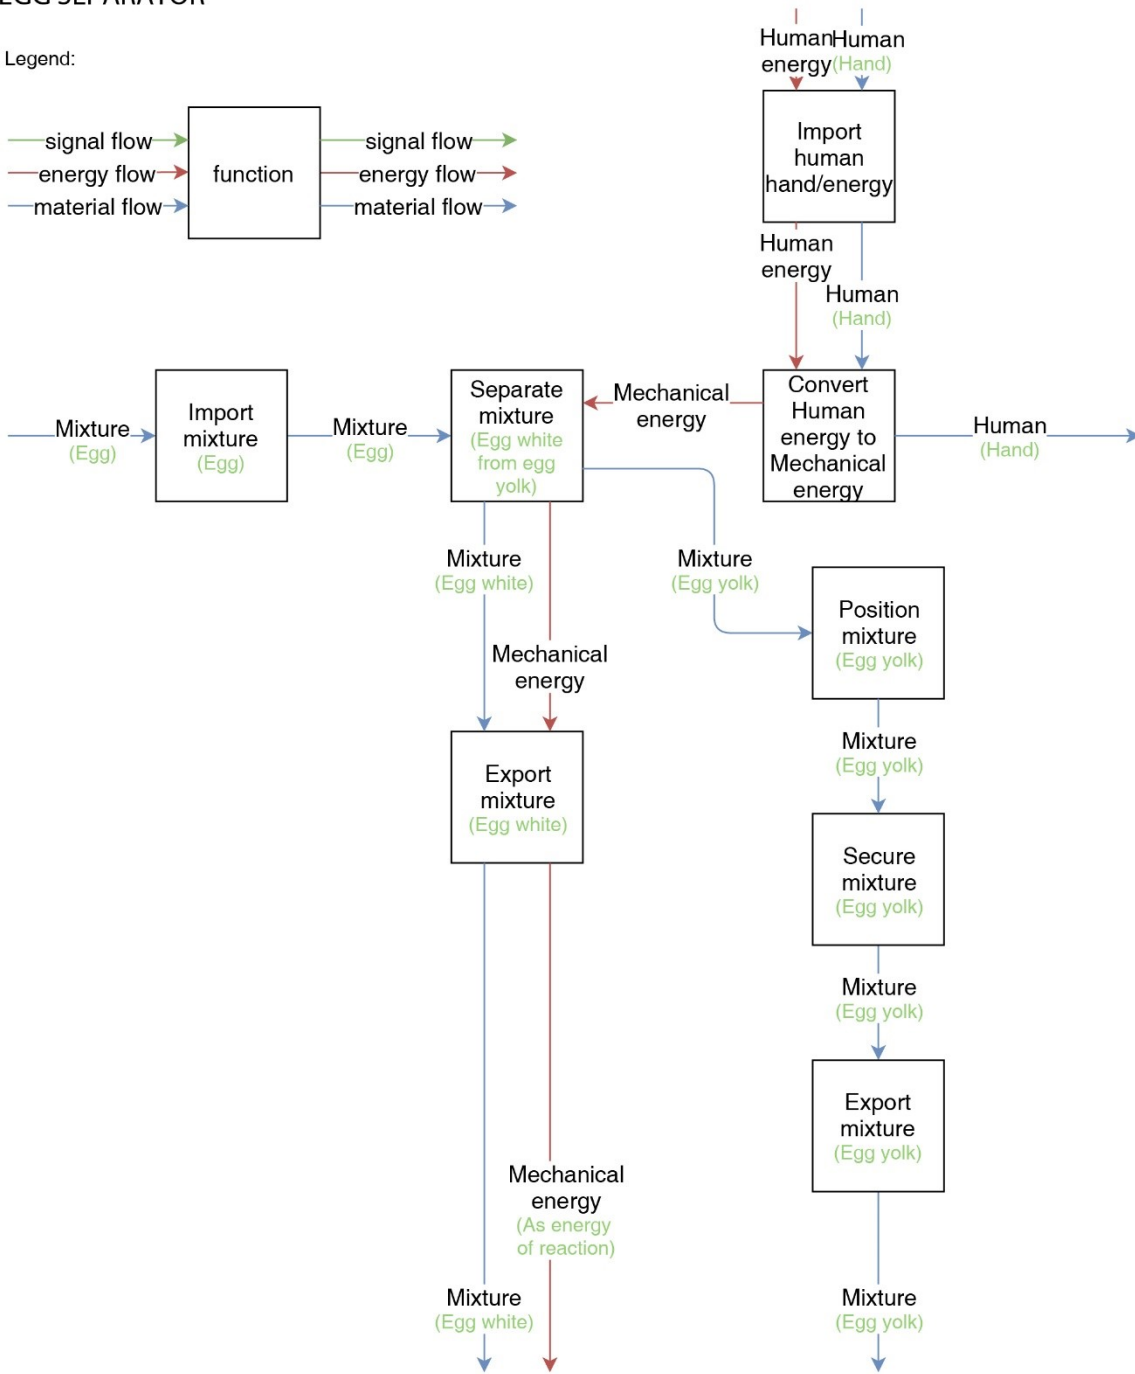 EGG SEPARATOR
Legend:
signal flow
energy flow
material flow
function
signal flow
energy flow
material flow
Human
energy
Human
(Hand)
Import
human
hand/energy
Human
energy
Human
(Hand)
Mixture
(Egg)
Import
mixture
(Egg)
Mixture
(Egg)
Separate
mixture
(Egg white
from egg
yolk)
Mechanical
energy
Convert
Human
energy to
Mechanical
energy
Human
(Hand)
Mixture
(Egg white)
Mechanical
energy
Mixture
(Egg yolk)
Position
mixture
(Egg yolk)
Mixture
(Egg yolk)
Export
mixture
(Egg white)
Secure
mixture
(Egg yolk)
Mixture
(Egg yolk)
Export
mixture
(Egg yolk)
Mechanical
energy
(As energy
of reaction)
Mixture
(Egg white)
Mixture
(Egg yolk)